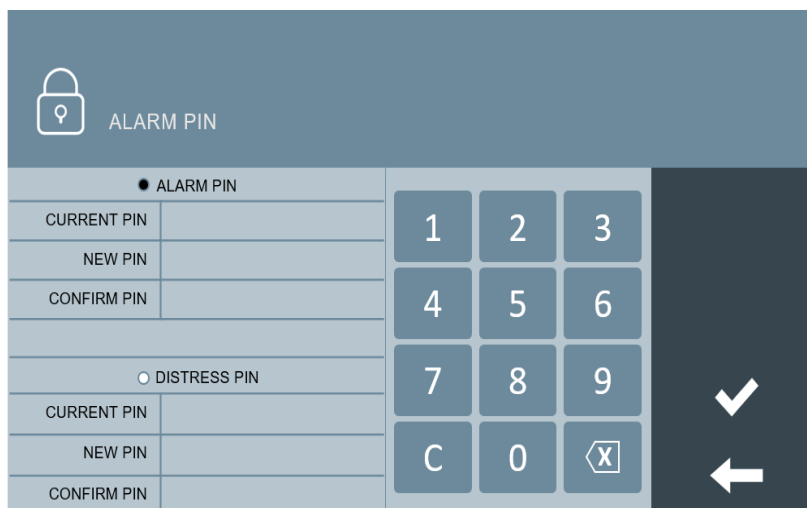 ALARM PIN
ALARM PIN
CURRENT PIN
NEW PIN
CONFIRM PIN
DISTRESS PIN
CURRENT PIN
NEW PIN
CONFIRM PIN
1 2 3
4 5 6
7 8 9
C 0 X